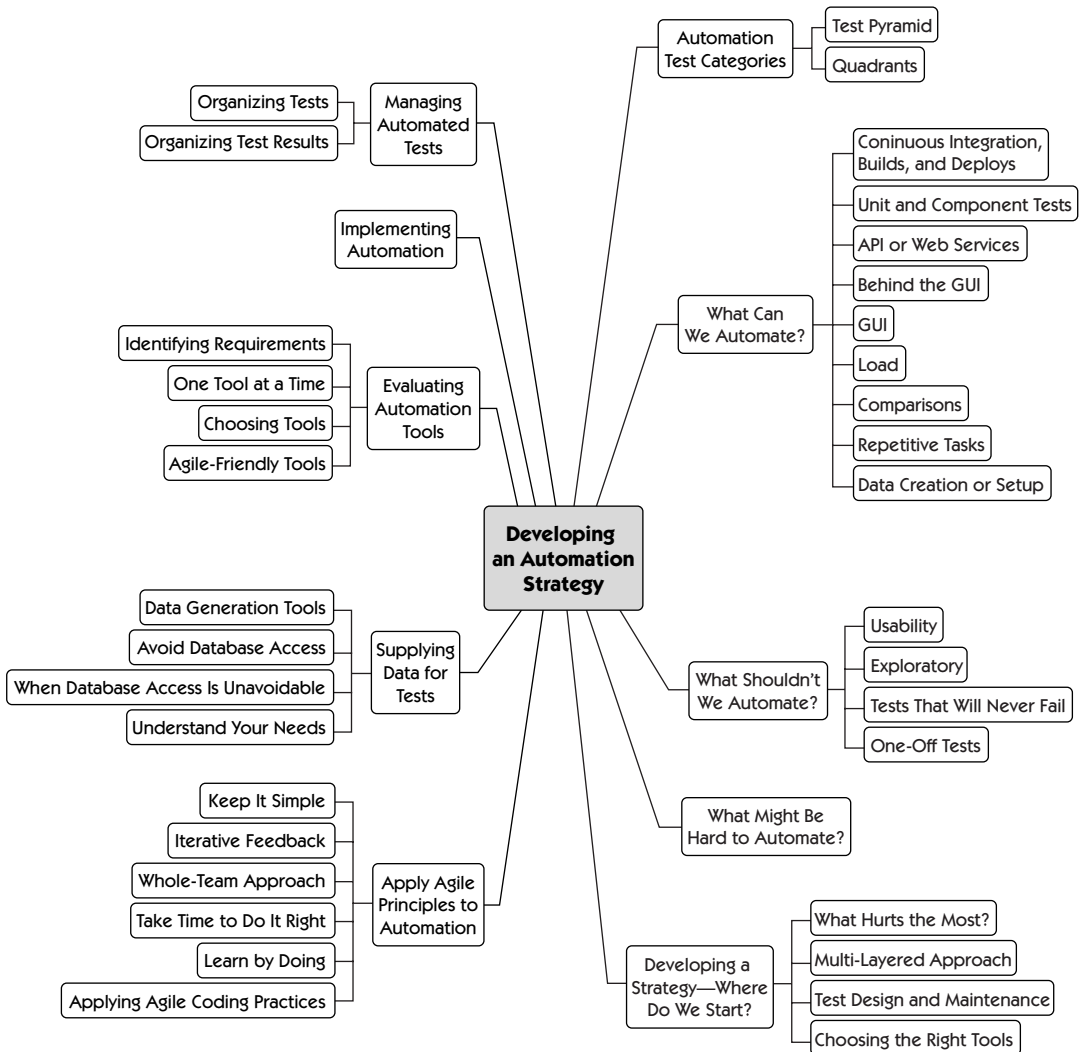 Automation
Test Categories
Test Pyramid
Quadrants
What Can
We Automate?
Coninuous Integration,
Builds, and Deploys
Unit and Component Tests
API or Web Services
Behind the GUI
GUI
Load
Comparisons
Repetitive Tasks
Data Creation or Setup
What Shouldn’t
We Automate?
Usability
Exploratory
Tests That Will Never Fail
One-Off Tests
What Might Be
Hard to Automate?
Developing a
Strategy—Where
Do We Start?
What Hurts the Most?
Multi-Layered Approach
Test Design and Maintenance
Choosing the Right Tools
Developing
an Automation
Strategy
Managing
Automated
Tests
Organizing Tests
Organizing Test Results
Implementing
Automation
Evaluating
Automation
Tools
Identifying Requirements
One Tool at a Time
Choosing Tools
Agile-Friendly Tools
Supplying
Data for
Tests
Data Generation Tools
Avoid Database Access
When Database Access Is Unavoidable
Understand Your Needs
Apply Agile
Principles to
Automation
Keep It Simple
Iterative Feedback
Whole-Team Approach
Take Time to Do It Right
Learn by Doing
Applying Agile Coding Practices